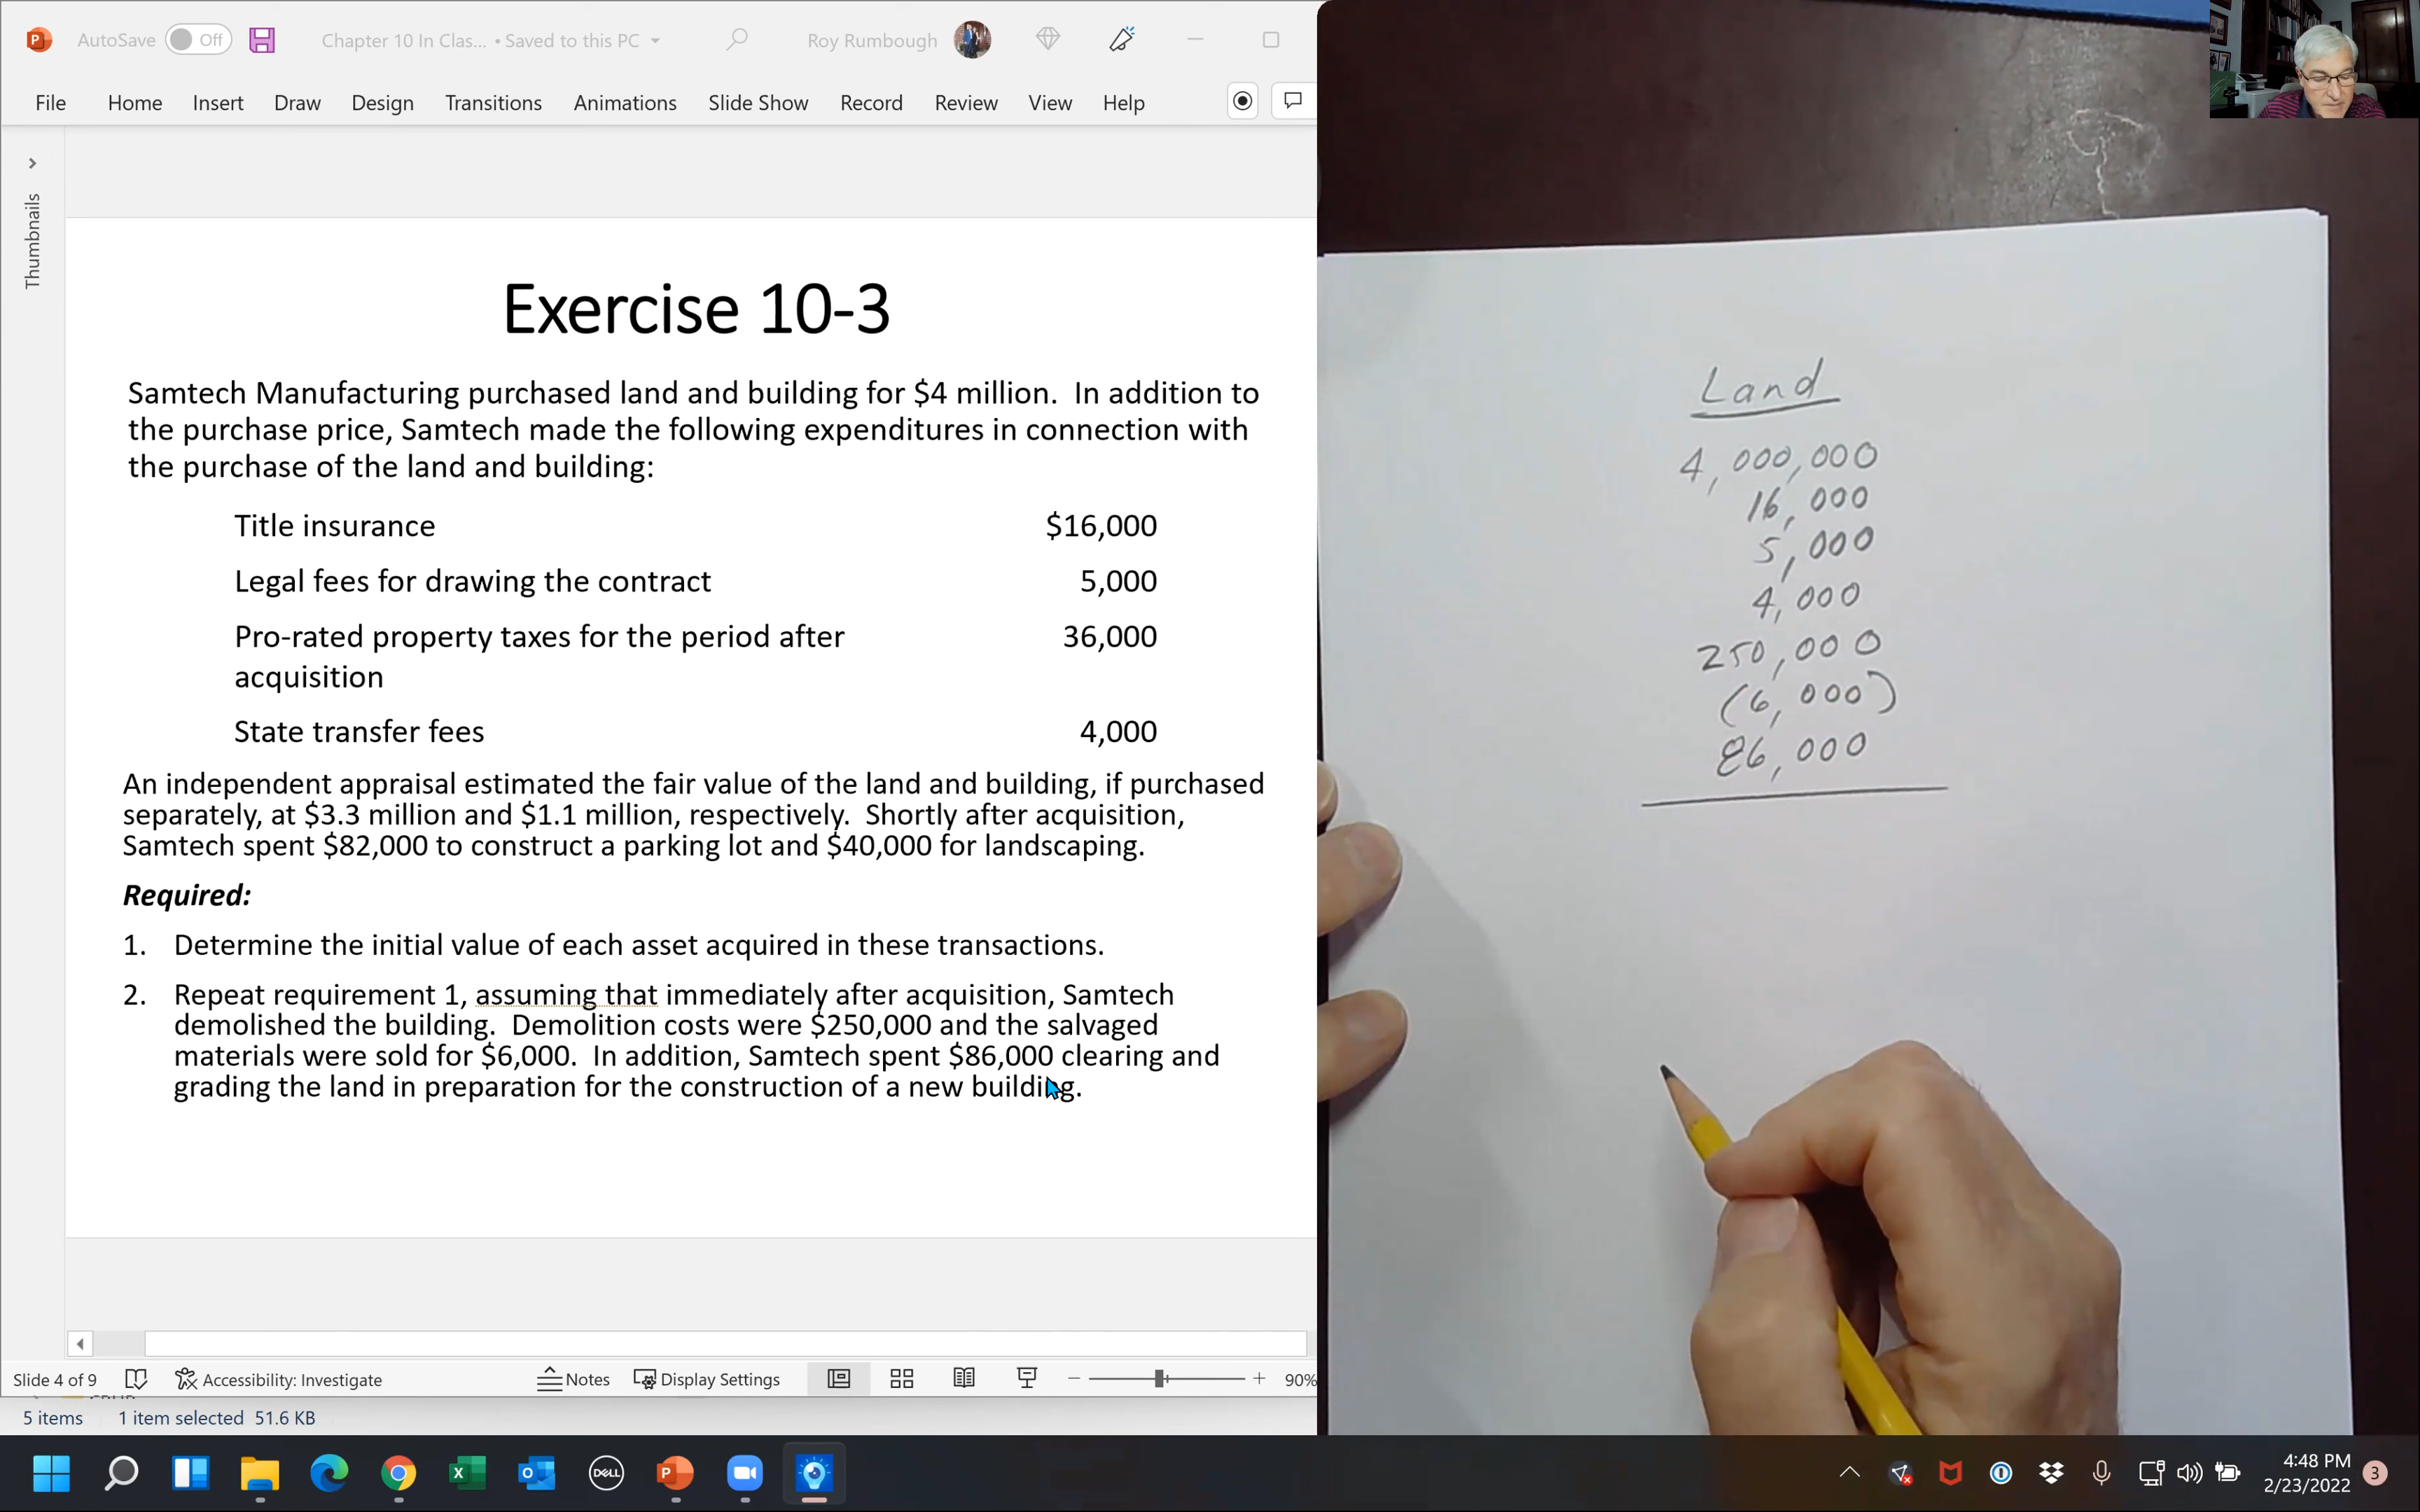 AutoSave Off Chapter 10 In Clas... • Saved to this PC Roy Rumbough
File Home Insert Draw Design Transitions Animations Slide Show Record Review View Help
Thumbnails
Exercise 10-3
Samtech Manufacturing purchased land and building for $4 million. In addition to
the purchase price, Samtech made the following expenditures in connection with
the purchase of the land and building:
Title insurance $16,000
Legal fees for drawing the contract 5,000
Pro-rated property taxes for the period after 36,000
acquisition
State transfer fees 4,000
An independent appraisal estimated the fair value of the land and building, if purchased
separately, at $3.3 million and $1.1 million, respectively. Shortly after acquisition,
Samtech spent $82,000 to construct a parking lot and $40,000 for landscaping.
Required:
1. Determine the initial value of each asset acquired in these transactions.
2. Repeat requirement 1, assuming that immediately after acquisition, Samtech
demolished the building. Demolition costs were $250,000 and the salvaged
materials were sold for $6,000. In addition, Samtech spent $86,000 clearing and
grading the land in preparation for the construction of a new building.
Slide 4 of 9 Accessibility: Investigate Notes Display Settings 90%
5 items 1 item selected 51.6 KB
Land
4,000,000
16,000
5,000
4,000
250,000
(6,000)
86,000
DELL
4:48 PM
2/23/2022
3